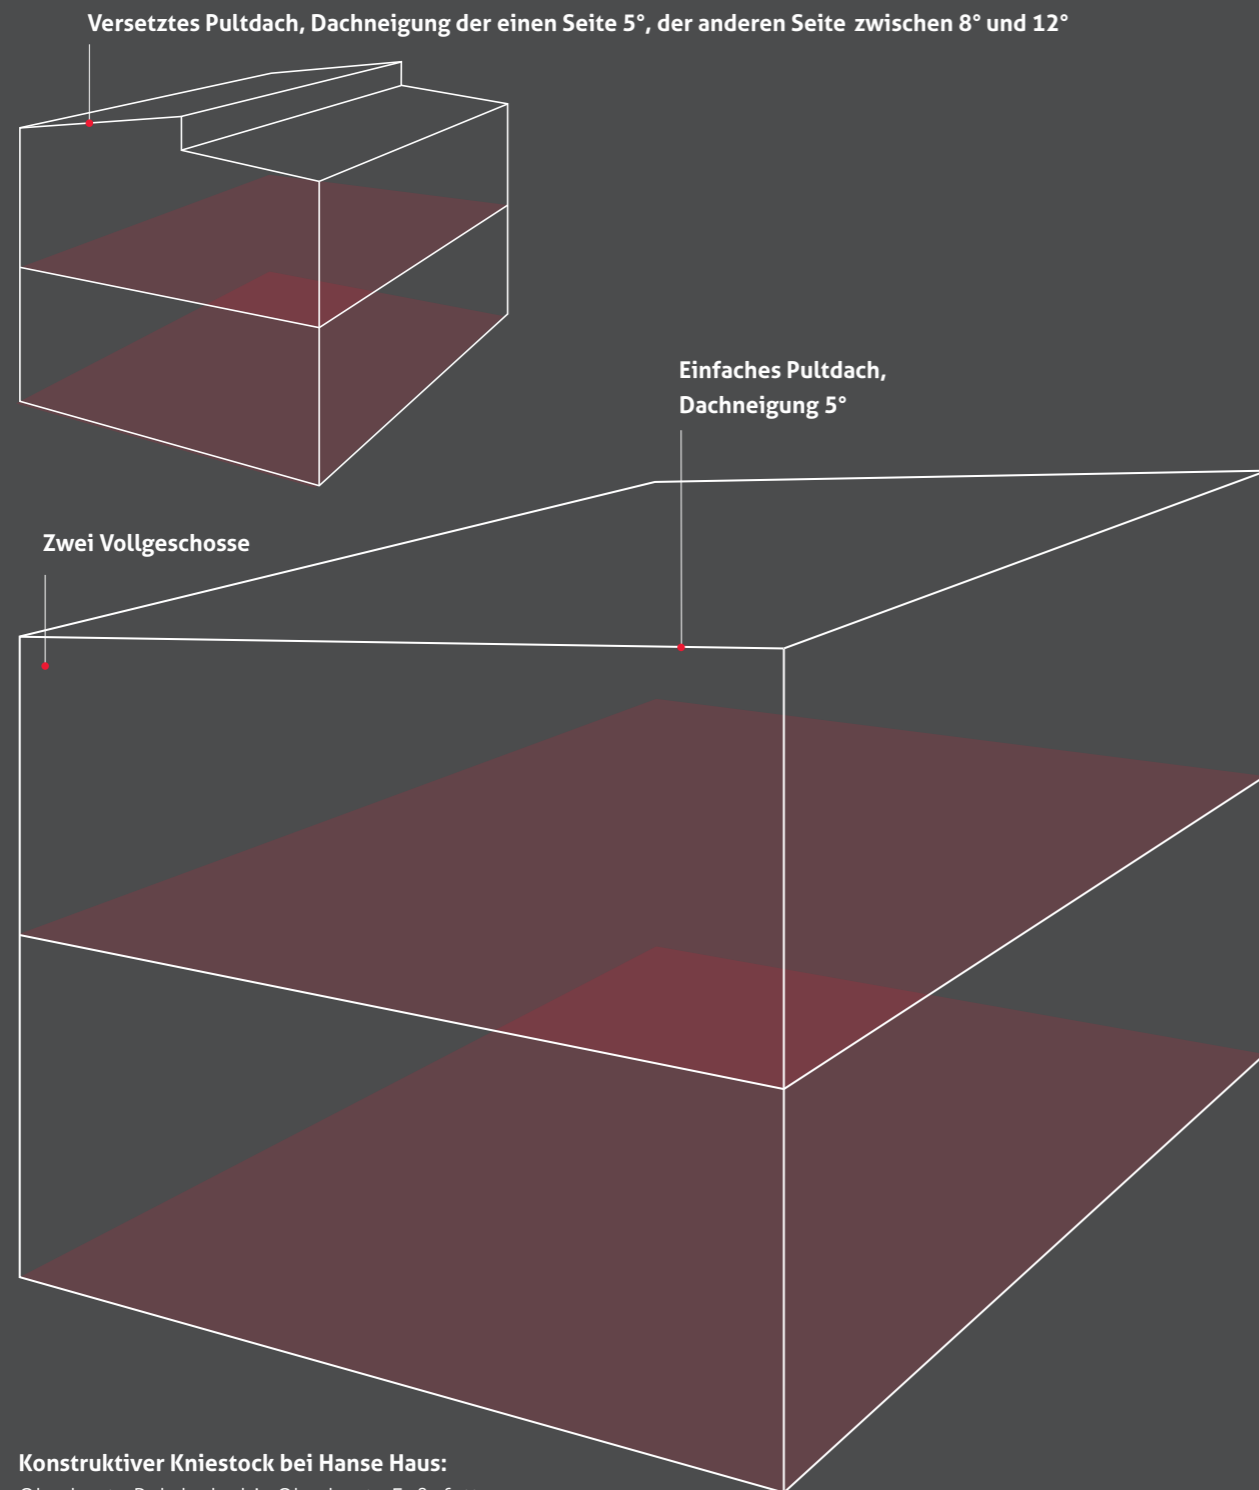 Versetztes Pultdach, Dachneigung der einen Seite 5°, der anderen Seite zwischen 8° und 12°
Einfaches Pultdach,
Dachneigung 5°
Zwei Vollgeschosse
Konstruktiver Kniestock bei Hanse Haus: